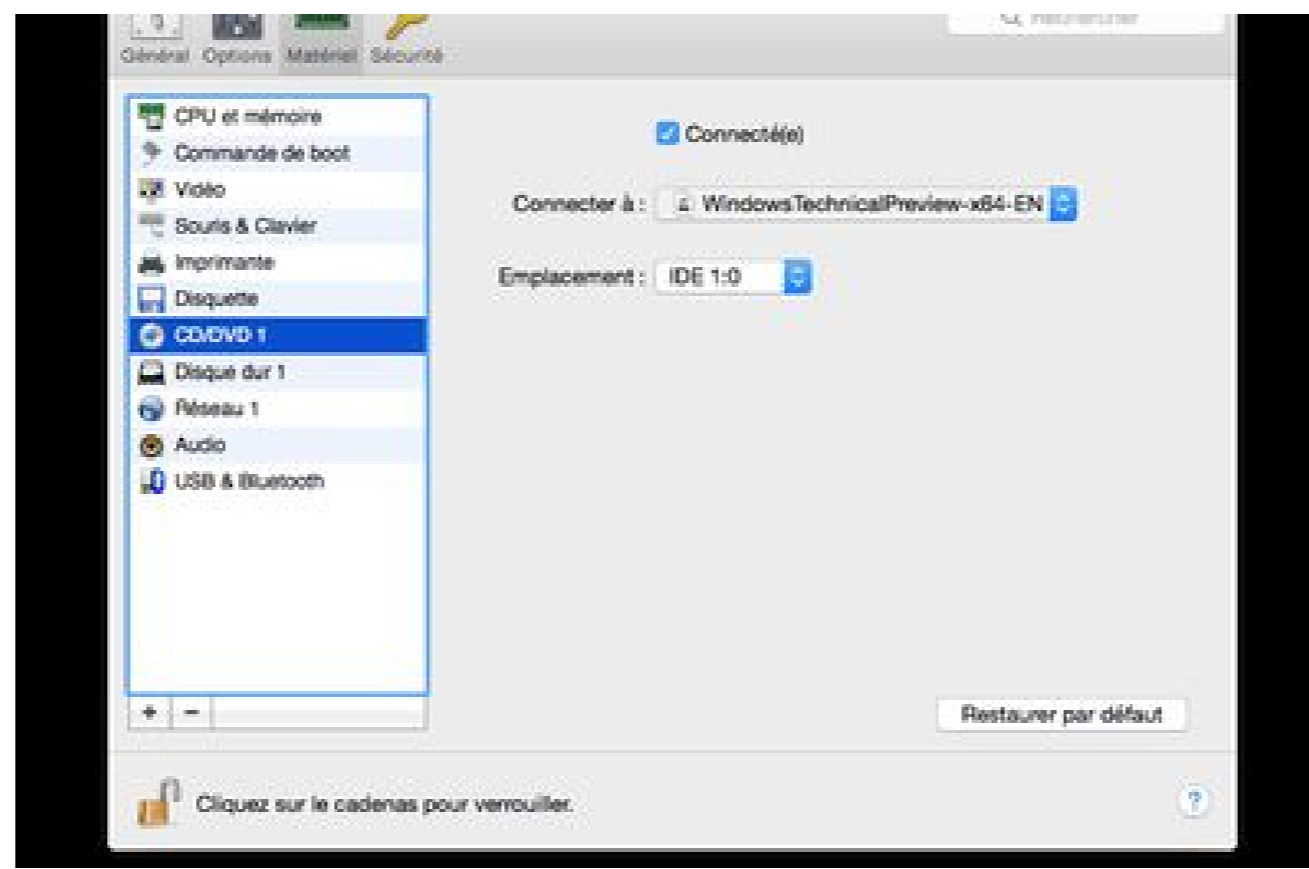 Général Options Matériel Sécurité
Rechercher
CPU et mémoire
Commande de boot
Vidéo
Souris & Clavier
Imprimante
Disquette
CD/DVD 1
Disque dur 1
Réseau 1
Audio
USB & Bluetooth
+ -
Connecté(e)
Connecter à : WindowsTechnicalPreview-x64-EN
Emplacement : IDE 1:0
Restaurer par défaut
Cliquez sur le cadenas pour verrouiller.
?